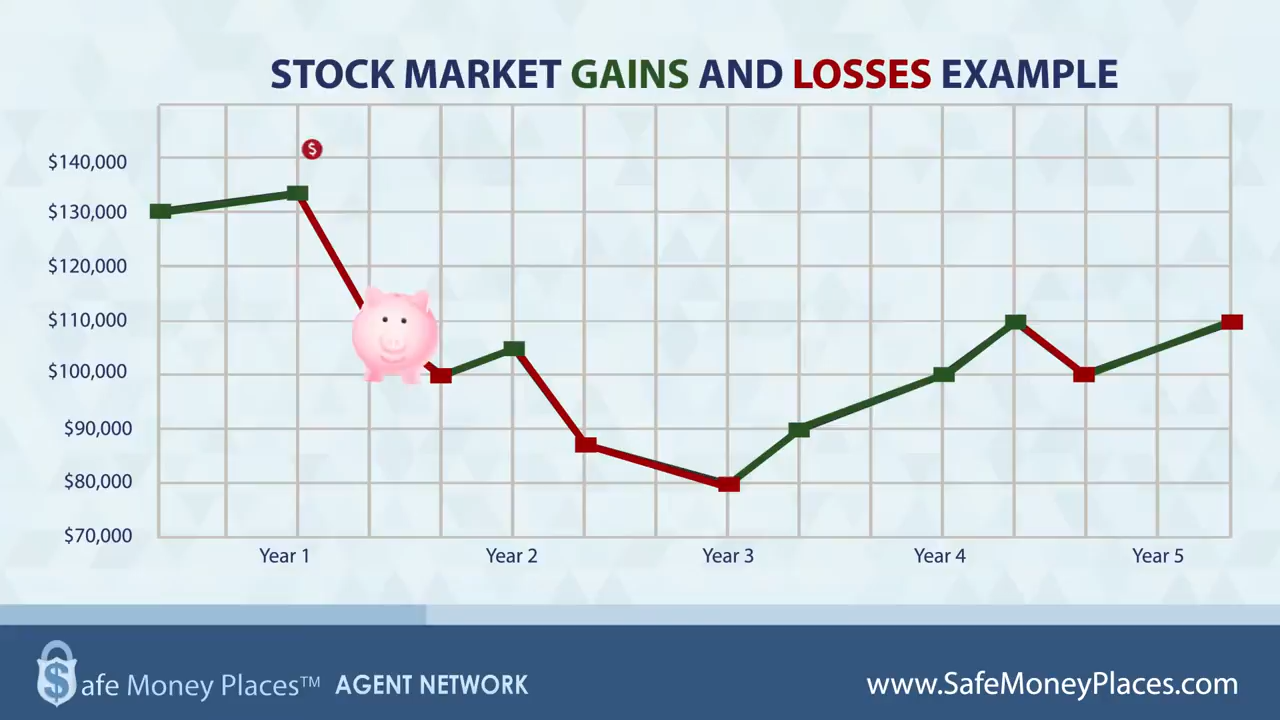 STOCK MARKET GAINS AND LOSSES EXAMPLE
$
$140,000
$130,000
$120,000
$110,000
$100,000
$90,000
$80,000
$70,000
Year 1 Year 2 Year 3 Year 4 Year 5
$afe Money Places™ AGENT NETWORK
www.SafeMoneyPlaces.com